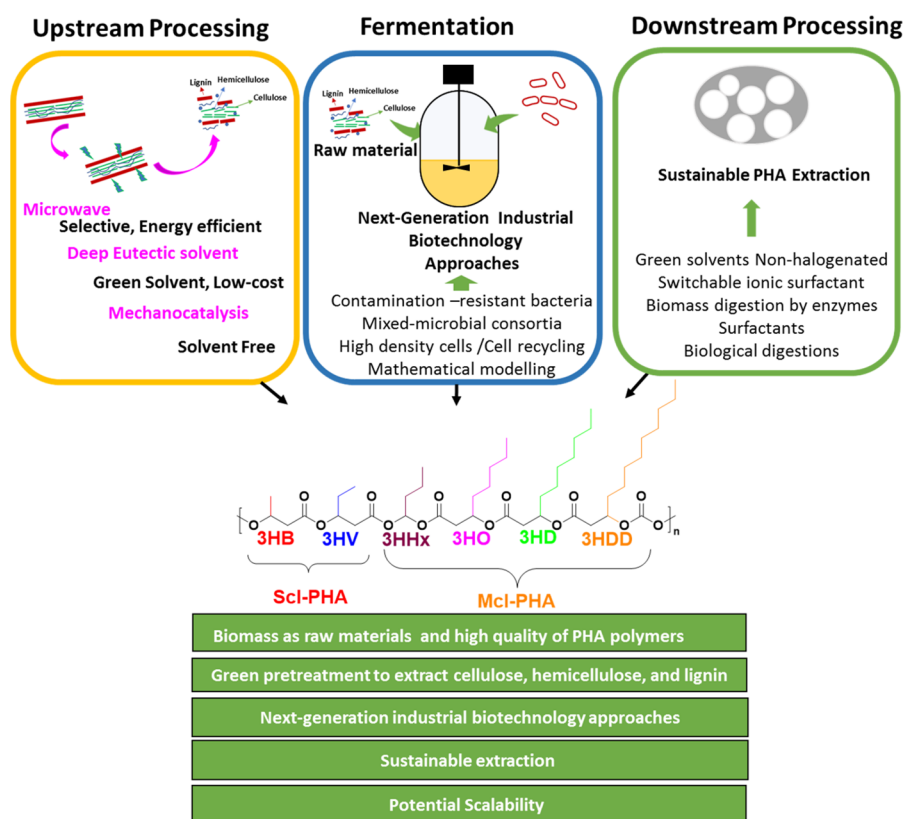 Upstream Processing
Fermentation
Downstream Processing
Lignin
Hemicellulose
Cellulose
Microwave
Selective, Energy efficient
Deep Eutectic solvent
Green Solvent, Low-cost
Mechanocatalysis
Solvent Free
Lignin
Hemicellulose
Cellulose
Raw material
Next-Generation Industrial
Biotechnology
Approaches
Contamination –resistant bacteria
Mixed-microbial consortia
High density cells /Cell recycling
Mathematical modelling
Sustainable PHA Extraction
Green solvents Non-halogenated
Switchable ionic surfactant
Biomass digestion by enzymes
Surfactants
Biological digestions
O O O O O O O
O O O O O O O n
3HB 3HV 3HHx 3HO 3HD 3HDD
Scl-PHA Mcl-PHA
Biomass as raw materials and high quality of PHA polymers
Green pretreatment to extract cellulose, hemicellulose, and lignin
Next-generation industrial biotechnology approaches
Sustainable extraction
Potential Scalability